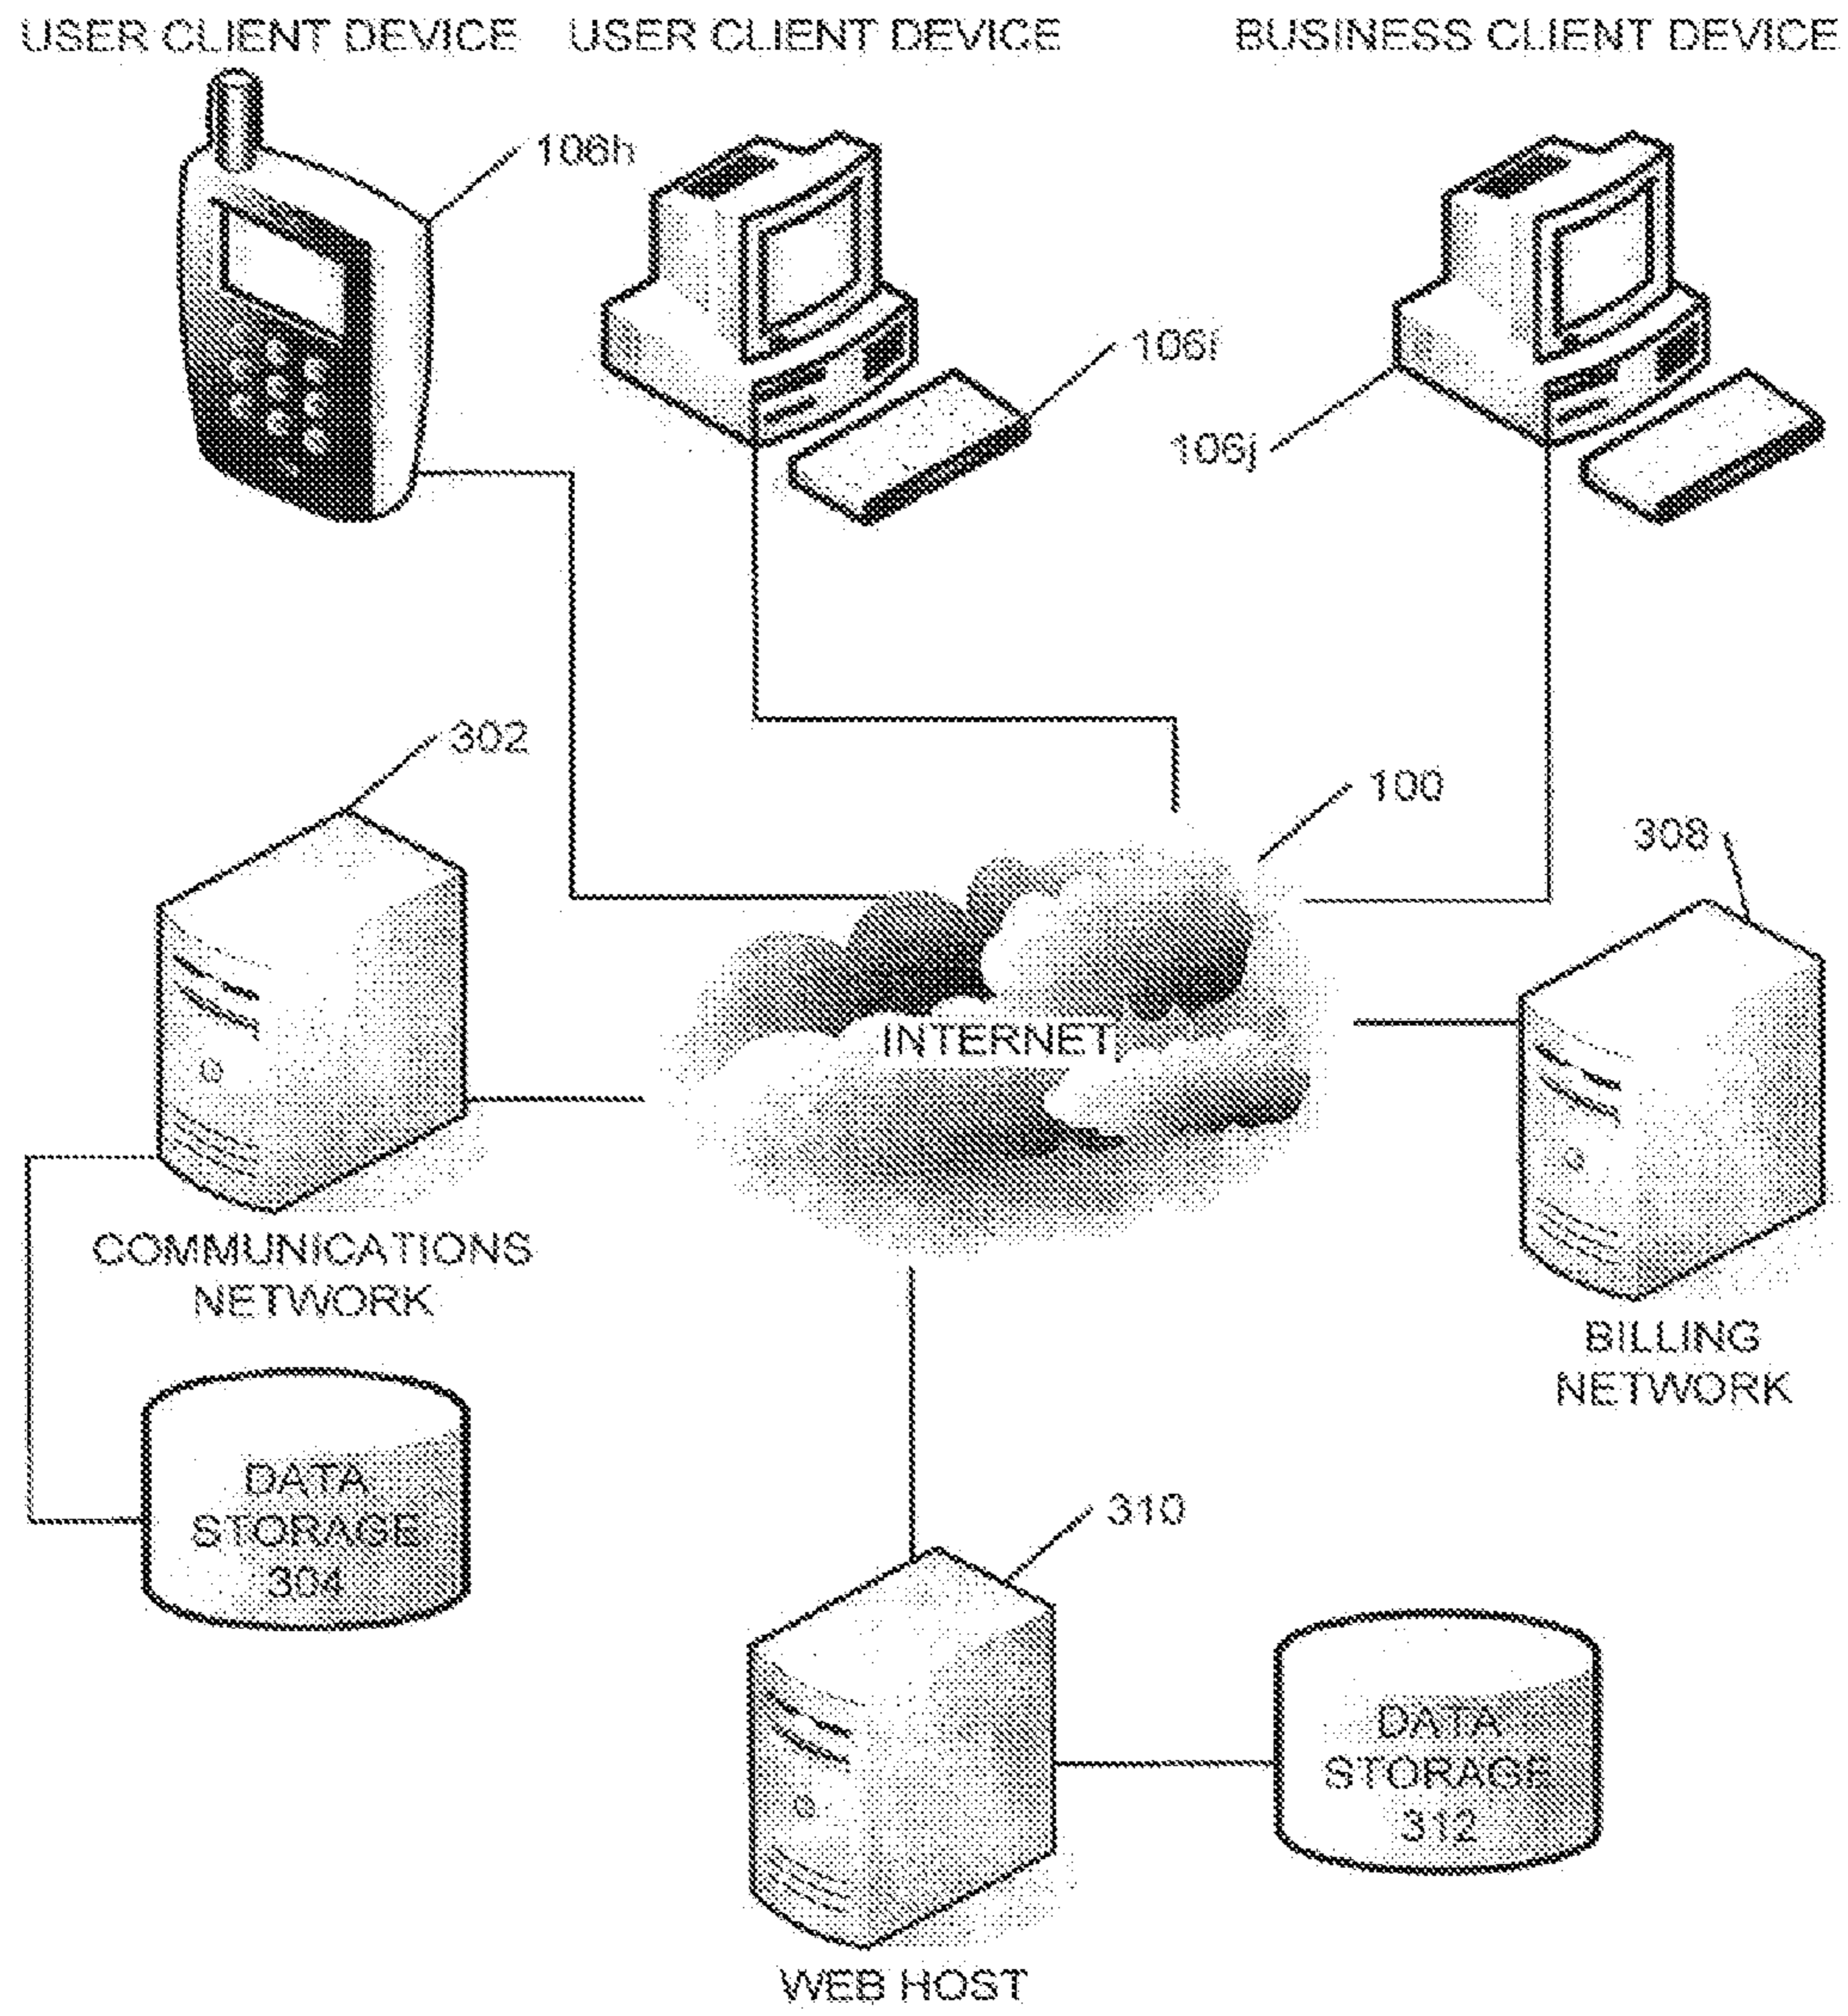 USER CLIENT DEVICE
USER CLIENT DEVICE
BUSINESS CLIENT DEVICE
106h
106i
106j
302
100
308
INTERNET
COMMUNICATIONS
NETWORK
BILLING
NETWORK
DATA
STORAGE
304
310
DATA
STORAGE
312
WEB HOST